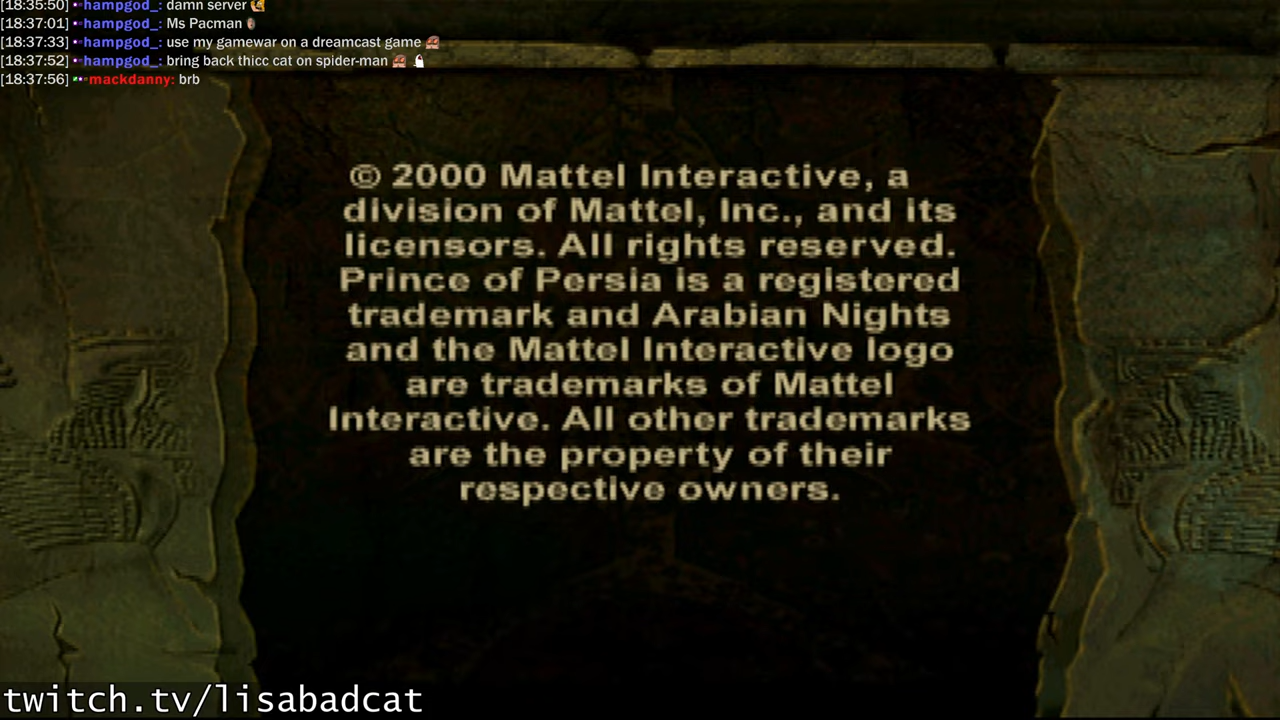 [18:35:50] hampgod_: damn server
[18:37:01] hampgod_: Ms Pacman
[18:37:33] hampgod_: use my gamewar on a dreamcast game
[18:37:52] hampgod_: bring back thicc cat on spider-man
[18:37:56] mackdanny: brb
© 2000 Mattel Interactive, a
division of Mattel, Inc., and its
licensors. All rights reserved.
Prince of Persia is a registered
trademark and Arabian Nights
and the Mattel Interactive logo
are trademarks of Mattel
Interactive. All other trademarks
are the property of their
respective owners.
twitch.tv/lisabadcat